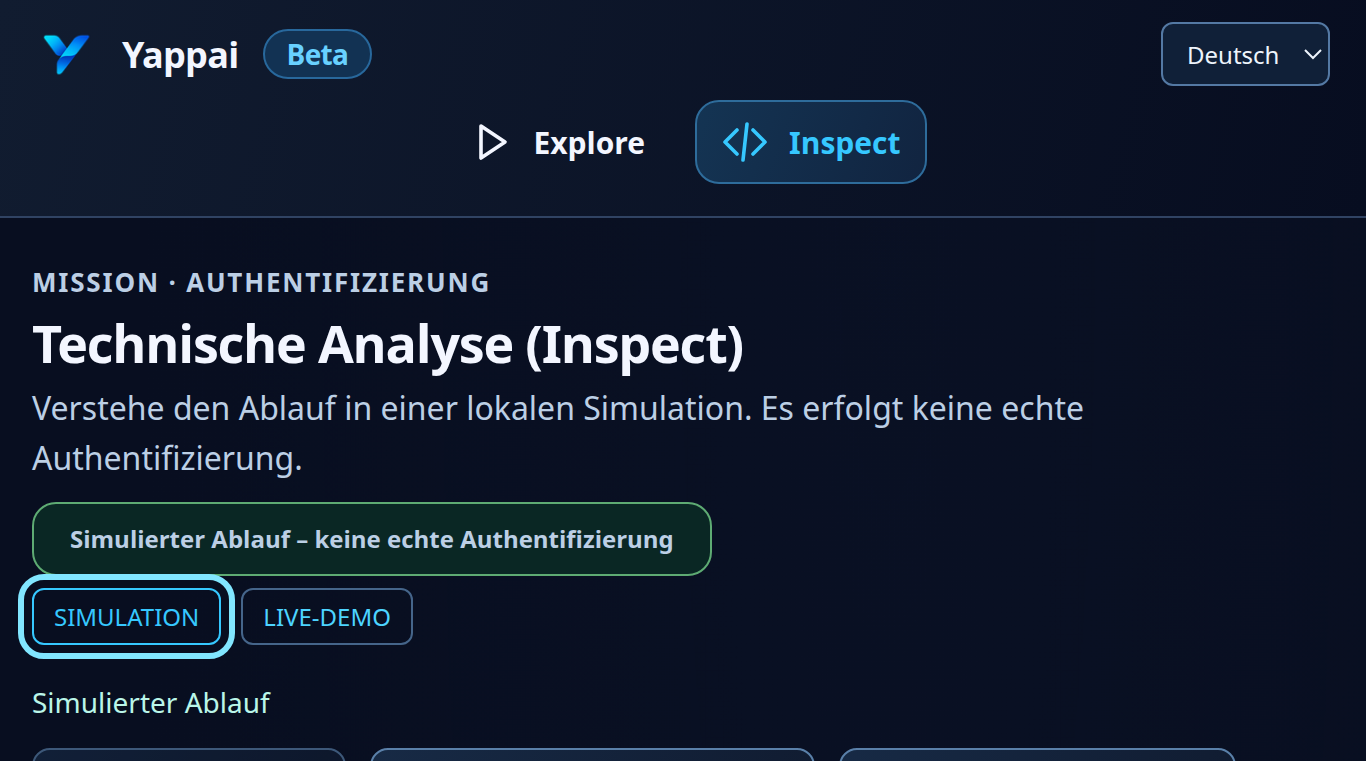 Yappai
Beta
Deutsch
Explore
Inspect
MISSION · AUTHENTIFIZIERUNG
Technische Analyse (Inspect)
Verstehe den Ablauf in einer lokalen Simulation. Es erfolgt keine echte
Authentifizierung.
Simulierter Ablauf – keine echte Authentifizierung
SIMULATION
LIVE-DEMO
Simulierter Ablauf